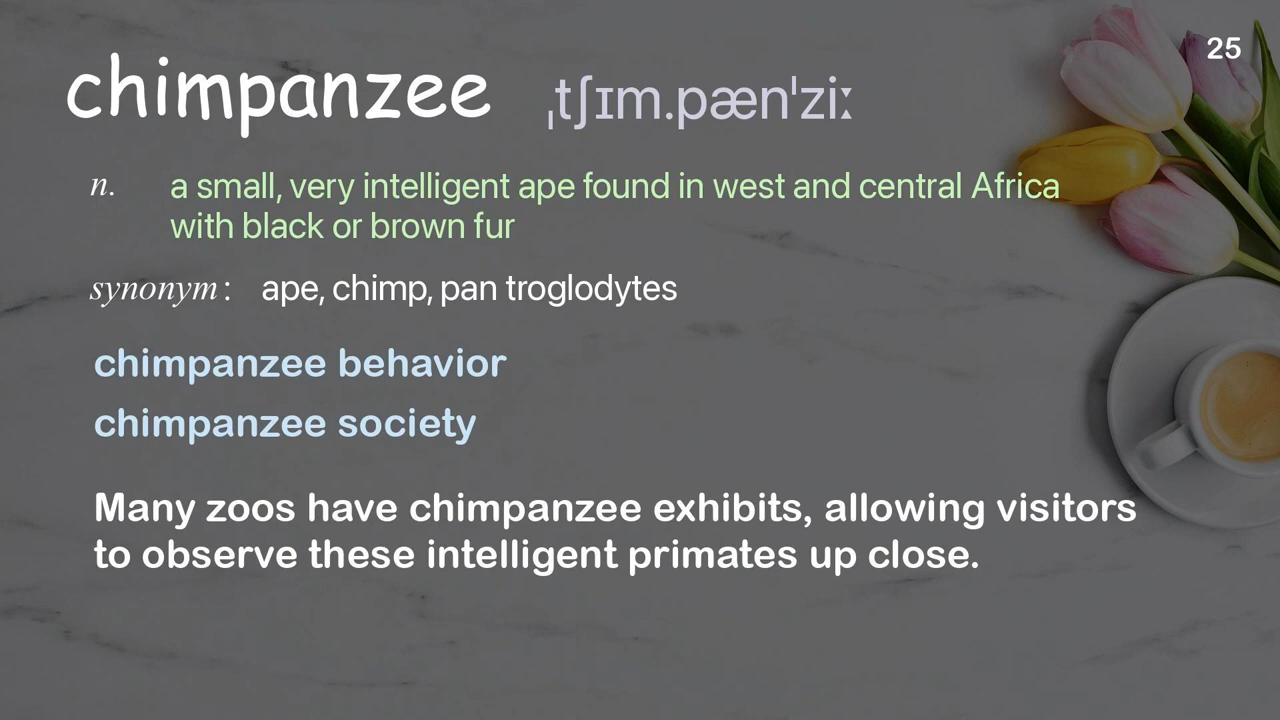 25
chimpanzee ˌtʃɪm.pænˈziː
n. a small, very intelligent ape found in west and central Africa
with black or brown fur
synonym: ape, chimp, pan troglodytes
chimpanzee behavior
chimpanzee society
Many zoos have chimpanzee exhibits, allowing visitors
to observe these intelligent primates up close.